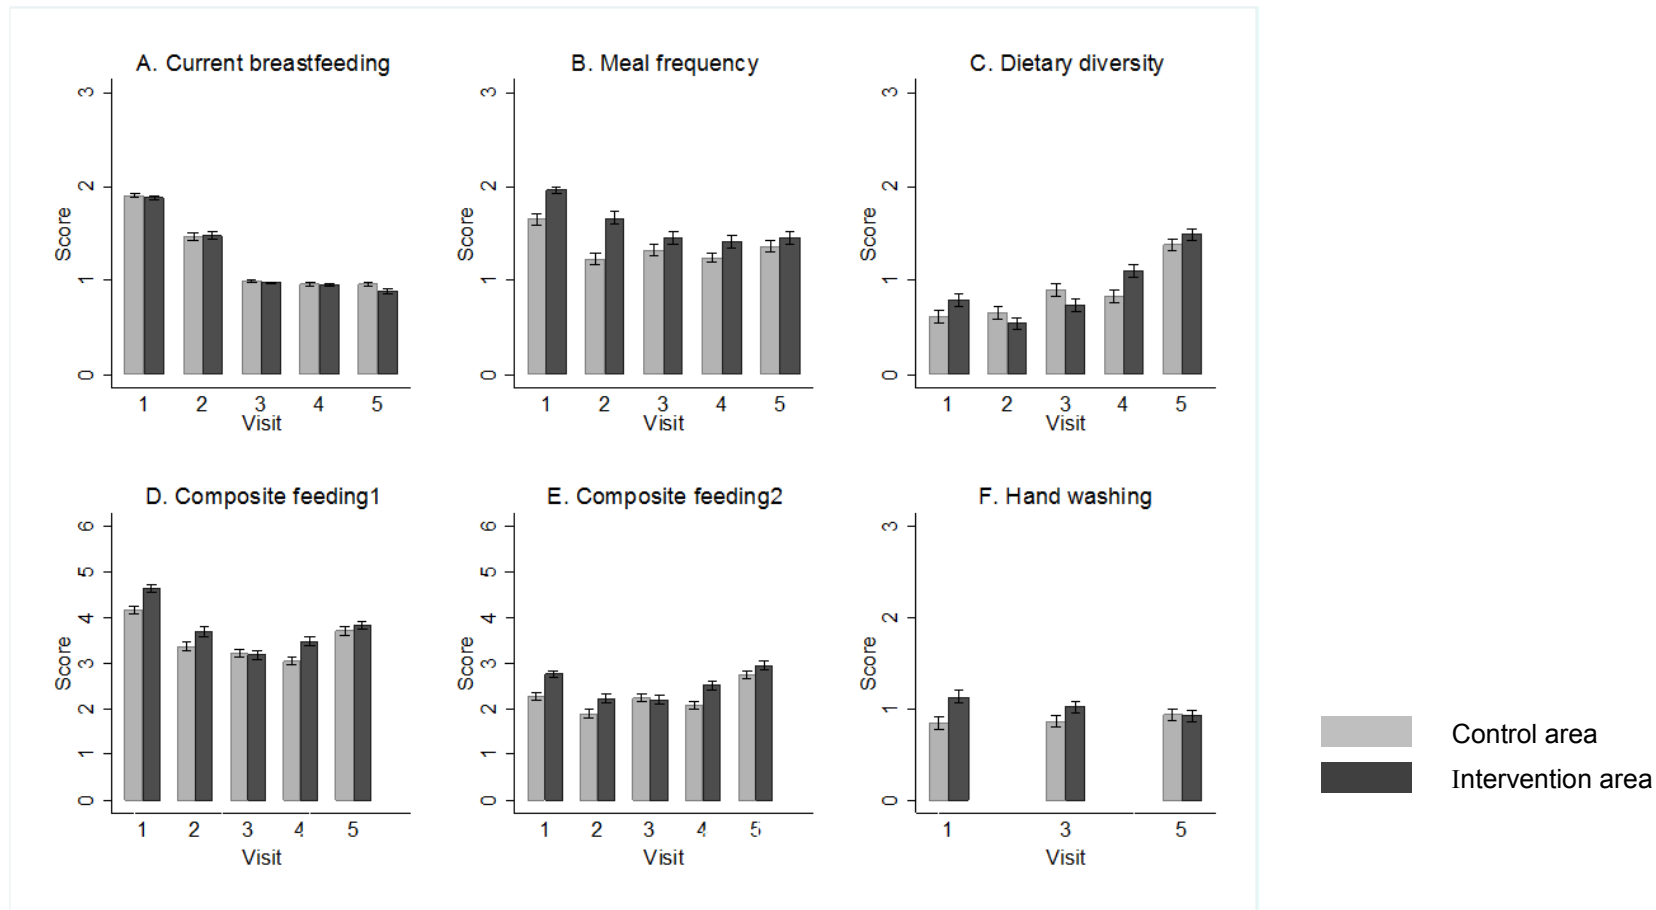 A. Current breastfeeding
3
2
1
0
Score
1 2 3 4 5
Visit
B. Meal frequency
3
2
1
0
Score
1 2 3 4 5
Visit
C. Dietary diversity
3
2
1
0
Score
1 2 3 4 5
Visit
D. Composite feeding1
6
5
4
3
2
1
0
Score
1 2 3 4 5
Visit
E. Composite feeding2
6
5
4
3
2
1
0
Score
1 2 3 4 5
Visit
F. Hand washing
3
2
1
0
Score
1 3 5
Visit
Control area
Intervention area